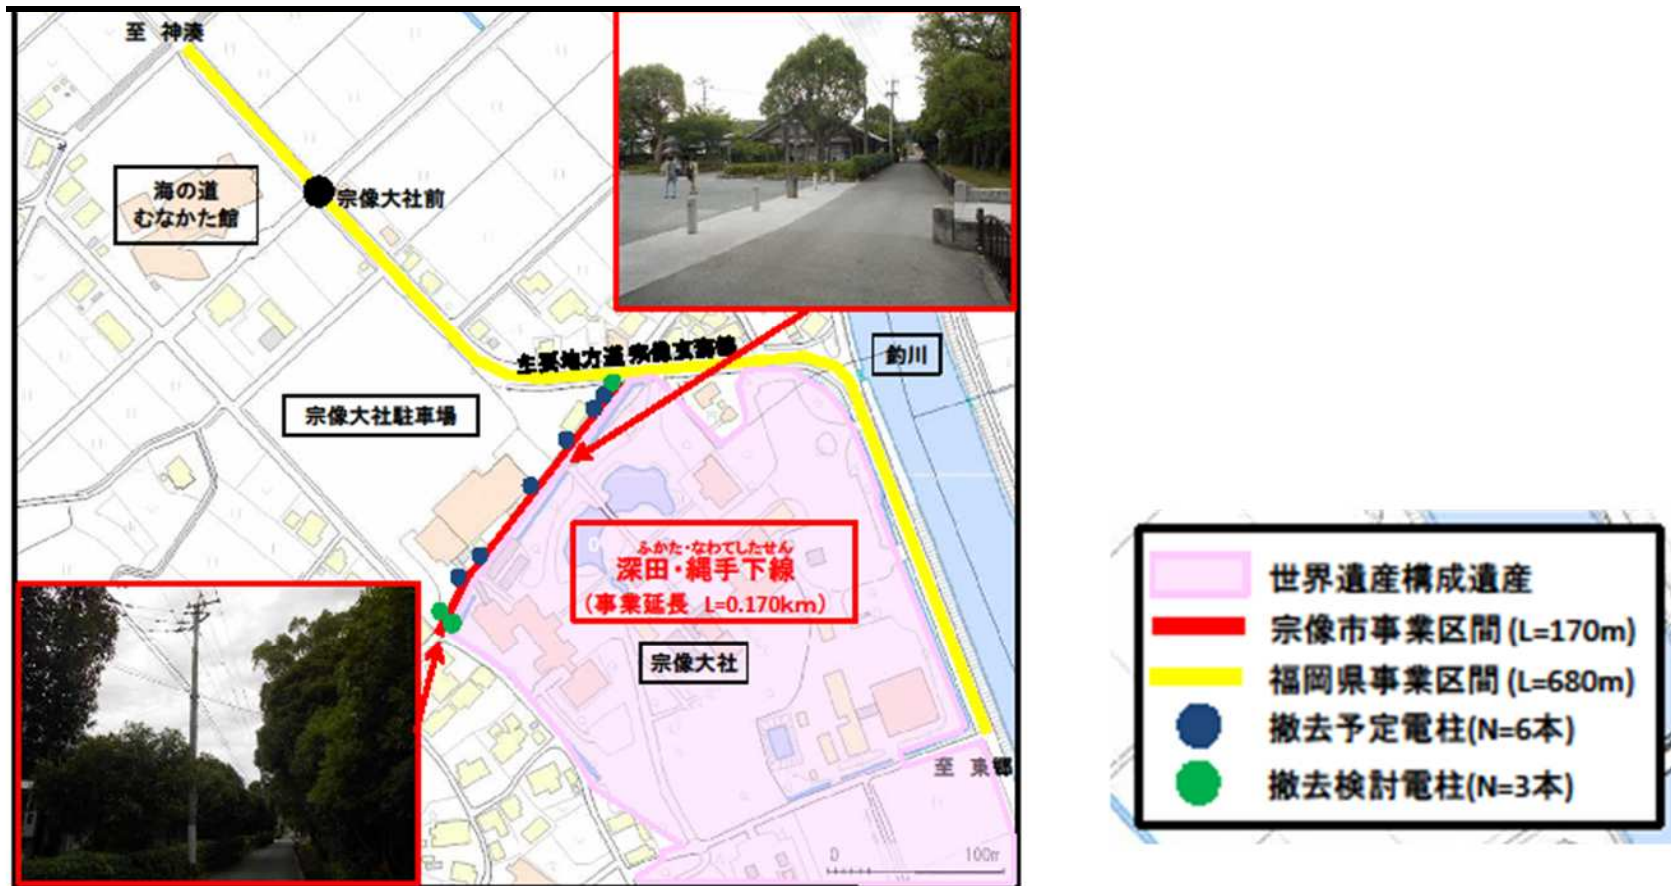 至 神湊
海の道
むなかた館
宗像大社前
主要地方道 宗像玄海線
釣川
宗像大社駐車場
ふかた・なわてしたせん
深田・縄手下線
(事業延長 L=0.170km)
宗像大社
至 東郷
0
100m
世界遺産構成遺産
宗像市事業区間 (L=170m)
福岡県事業区間 (L=680m)
撤去予定電柱(N=6本)
撤去検討電柱(N=3本)